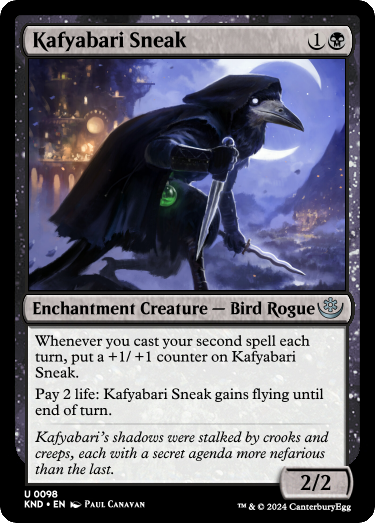 Kafyabari Sneak 1
Enchantment Creature — Bird Rogue
Whenever you cast your second spell each
turn, put a +1/ +1 counter on Kafyabari
Sneak.
Pay 2 life: Kafyabari Sneak gains flying until
end of turn.
Kafyabari's shadows were stalked by crooks and
creeps, each with a secret agenda more nefarious
than the last.
2/2
U 0098
KND • EN Paul Canavan
™ & © 2024 CanterburyEgg